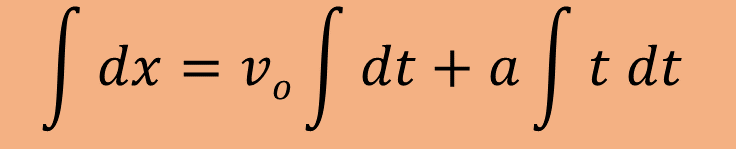 ∫ dx = vₒ ∫ dt + a ∫ t dt